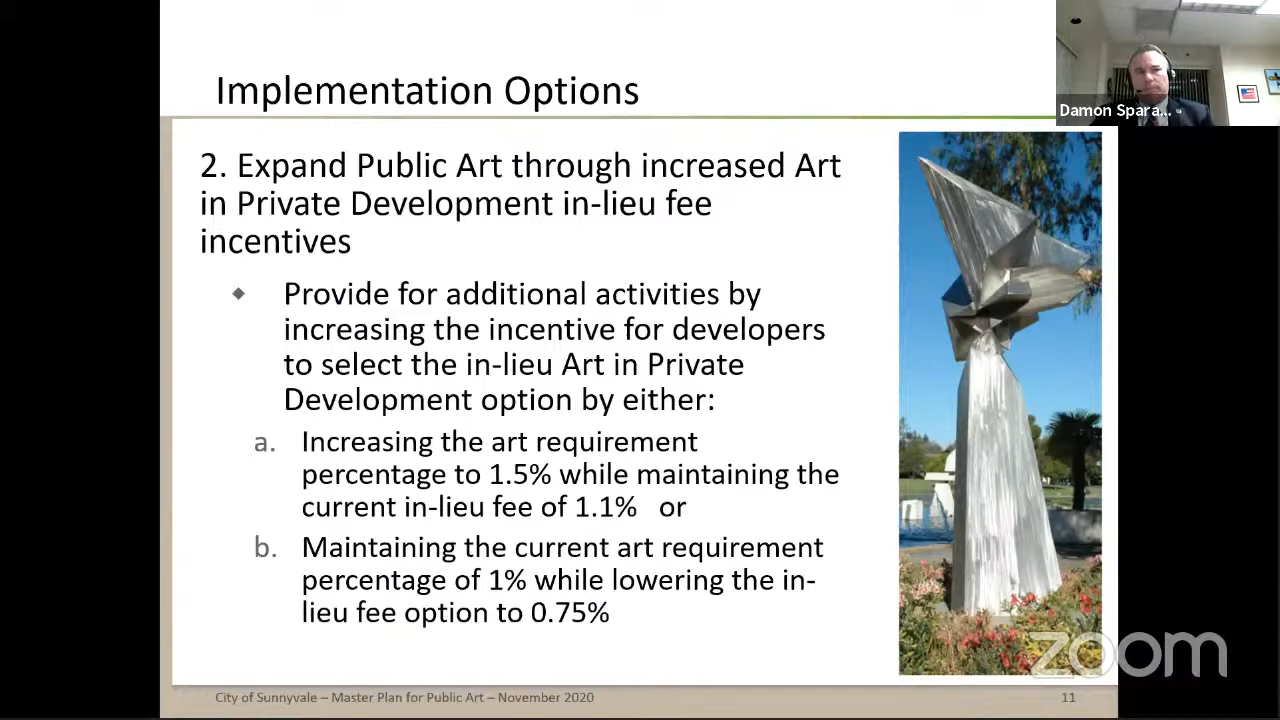 Implementation Options
Damon Spara...
2. Expand Public Art through increased Art
in Private Development in-lieu fee
incentives
Provide for additional activities by
increasing the incentive for developers
to select the in-lieu Art in Private
Development option by either:
a. Increasing the art requirement
percentage to 1.5% while maintaining the
current in-lieu fee of 1.1% or
b. Maintaining the current art requirement
percentage of 1% while lowering the in-
lieu fee option to 0.75%
zoom
City of Sunnyvale – Master Plan for Public Art – November 2020 11